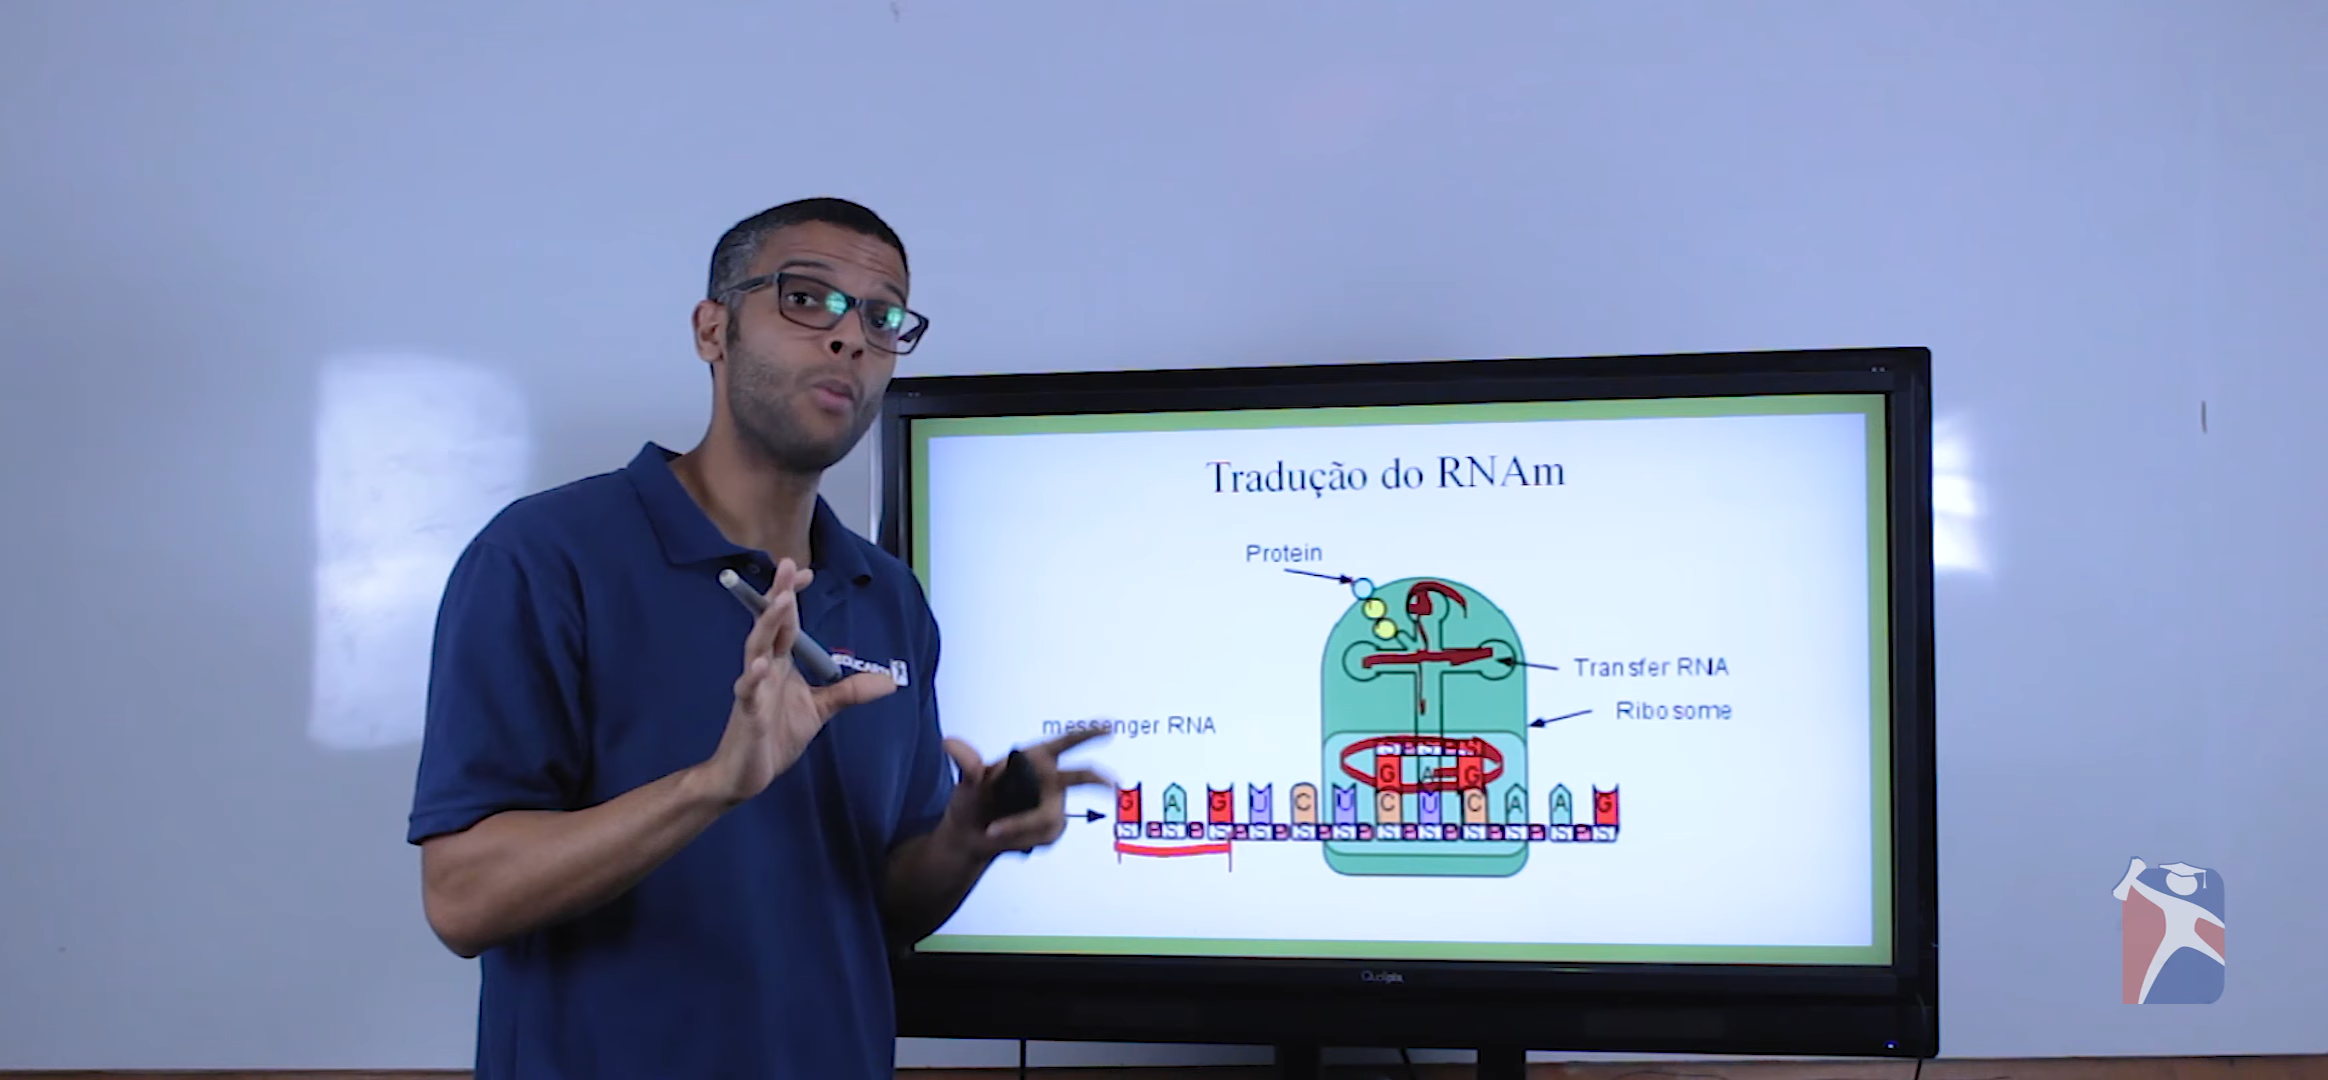 Tradução do RNAm
Protein
Transfer RNA
Ribosome
messenger RNA
G A G
G A G U C U C U C A A G
S P S P S P S P S P S P S P S P S P S P S P S